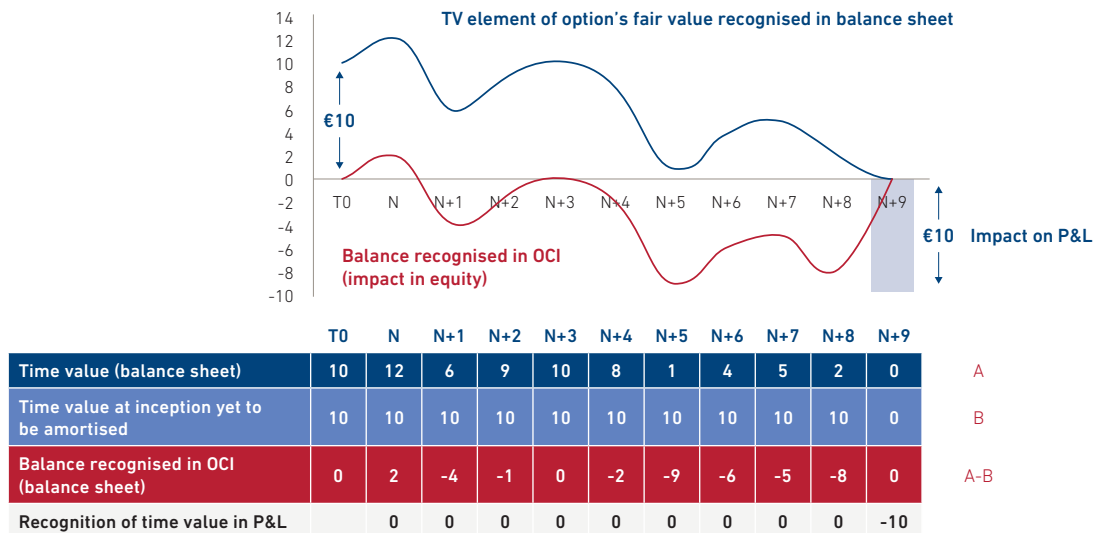 TV element of option's fair value recognised in balance sheet
14
12
10
8
6
4
2
0
-2
-4
-6
-8
-10
€10
T0 N N+1 N+2 N+3 N+4 N+5 N+6 N+7 N+8 N+9
€10 Impact on P&L
Balance recognised in OCI
(impact in equity)
T0 N N+1 N+2 N+3 N+4 N+5 N+6 N+7 N+8 N+9
Time value (balance sheet) 10 12 6 9 10 8 1 4 5 2 0 A
Time value at inception yet to
be amortised 10 10 10 10 10 10 10 10 10 10 0 B
Balance recognised in OCI
(balance sheet) 0 2 -4 -1 0 -2 -9 -6 -5 -8 0 A-B
Recognition of time value in P&L 0 0 0 0 0 0 0 0 0 -10